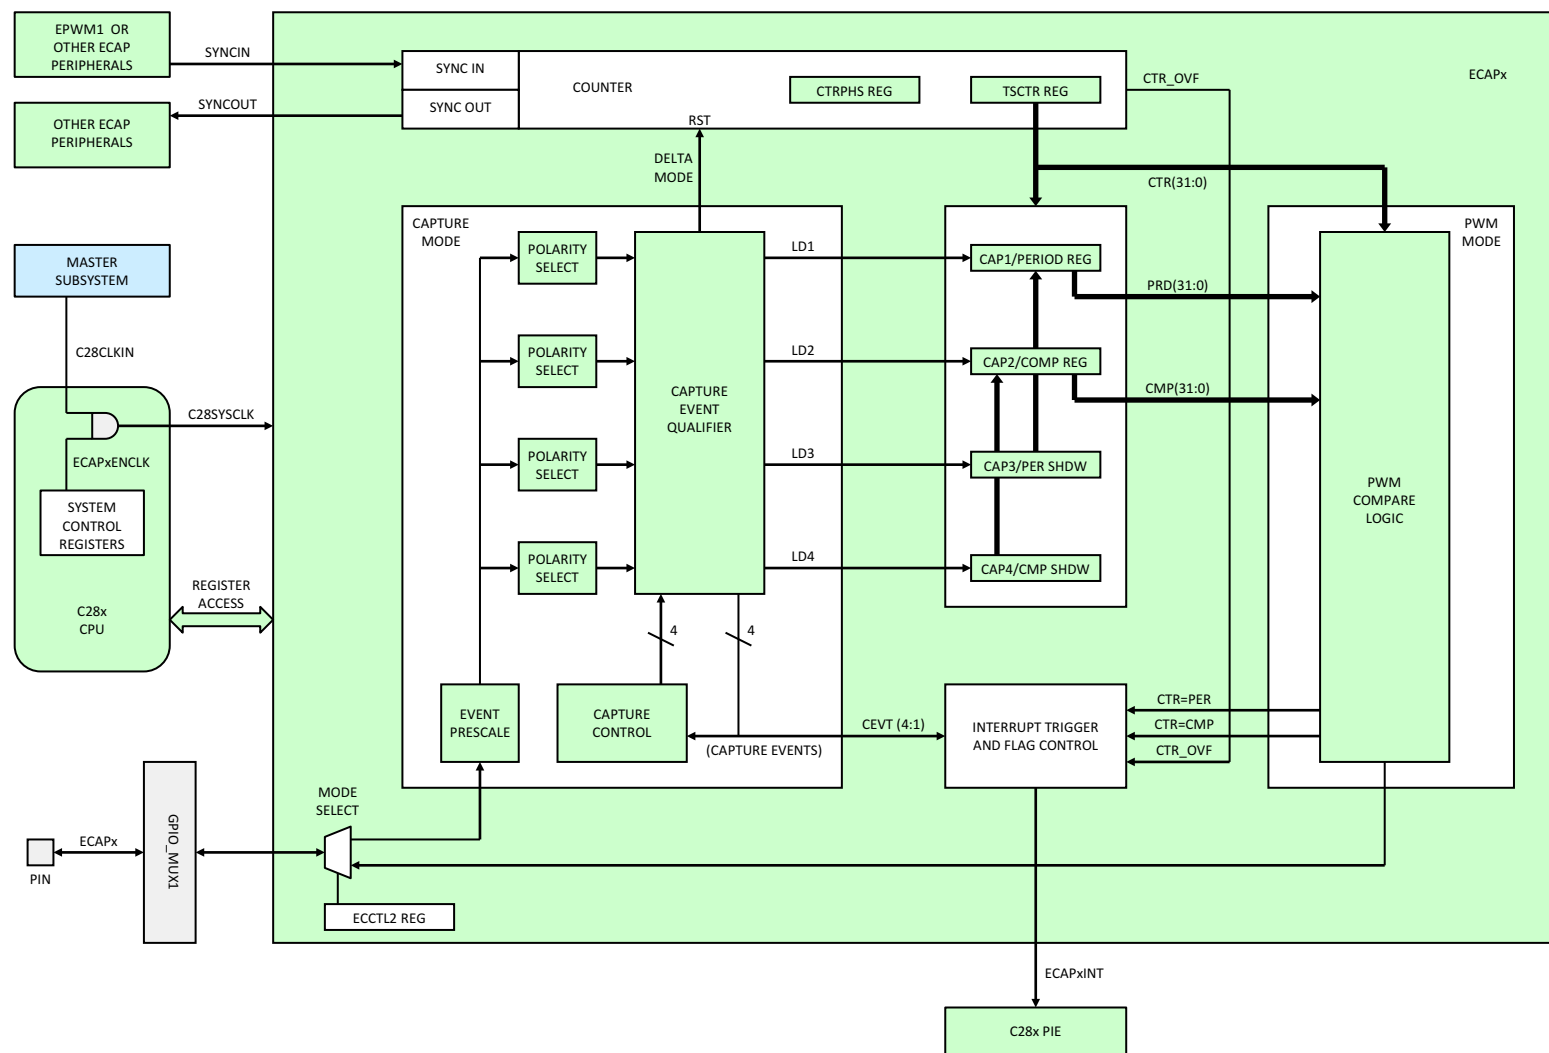 EPWM1 OR
OTHER ECAP
PERIPHERALS
SYNCIN
SYNC IN
COUNTER
CTRPHS REG
TSCTR REG
CTR_OVF
ECAPx
SYNCOUT
SYNC OUT
OTHER ECAP
PERIPHERALS
RST
DELTA
MODE
CTR(31:0)
CAPTURE
MODE
PWM
MODE
MASTER
SUBSYSTEM
POLARITY
SELECT
LD1
CAP1/PERIOD REG
PRD(31:0)
C28CLKIN
POLARITY
SELECT
LD2
CAP2/COMP REG
CMP(31:0)
CAPTURE
EVENT
QUALIFIER
C28SYSCLK
ECAPxENCLK
POLARITY
SELECT
LD3
CAP3/PER SHDW
PWM
COMPARE
LOGIC
SYSTEM
CONTROL
REGISTERS
POLARITY
SELECT
LD4
CAP4/CMP SHDW
REGISTER
ACCESS
C28x
CPU
4
4
EVENT
PRESCALE
CAPTURE
CONTROL
CEVT (4:1)
(CAPTURE EVENTS)
INTERRUPT TRIGGER
AND FLAG CONTROL
CTR=PER
CTR=CMP
CTR_OVF
MODE
SELECT
GPIO_MUX1
ECAPx
PIN
ECCTL2 REG
ECAPxINT
C28x PIE